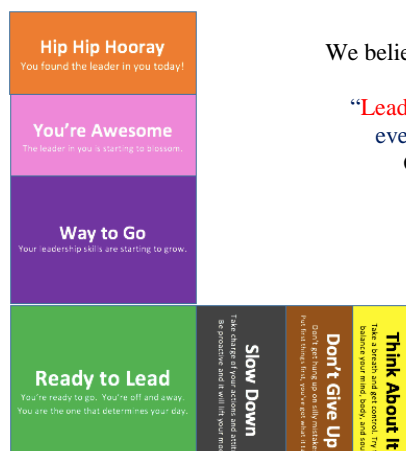 Hip Hip Hooray
You found the leader in you today!
We belie
“Lead
eve
You're Awesome
The leader in you is starting to blossom.
Way to Go
Your leadership skills are starting to grow.
Ready to Lead
You're ready to go. You're off and away.
You are the one that determines your day.
Slow Down
Take charge of your actions and attit
Be proactive and it will lift your moo
Don't Give Up
Don't get hung up on silly mistake
Put first things first, you've got what it t
Think About It
Take a breath and get control. Try
balance your mind, body, and sou